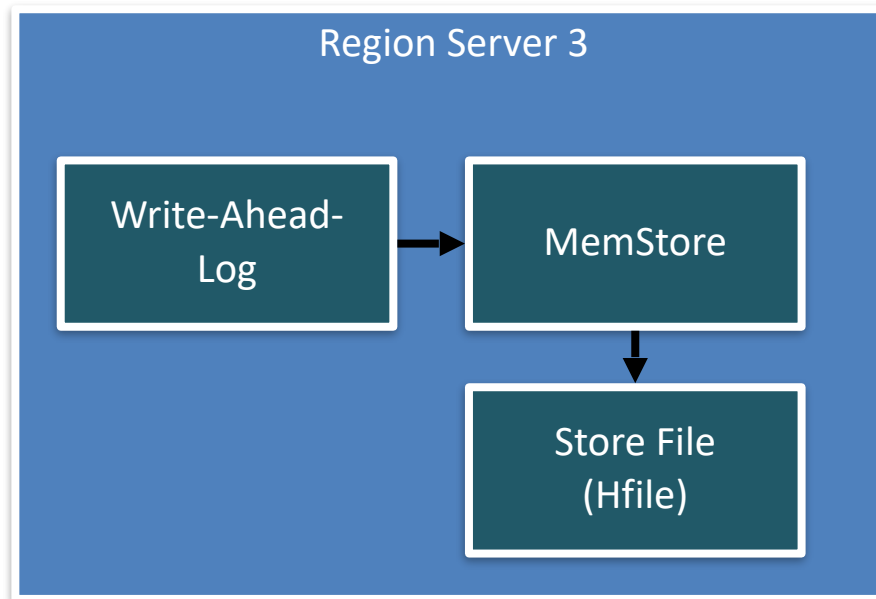 Region Server 3
Write-Ahead-
Log
MemStore
Store File
(Hfile)